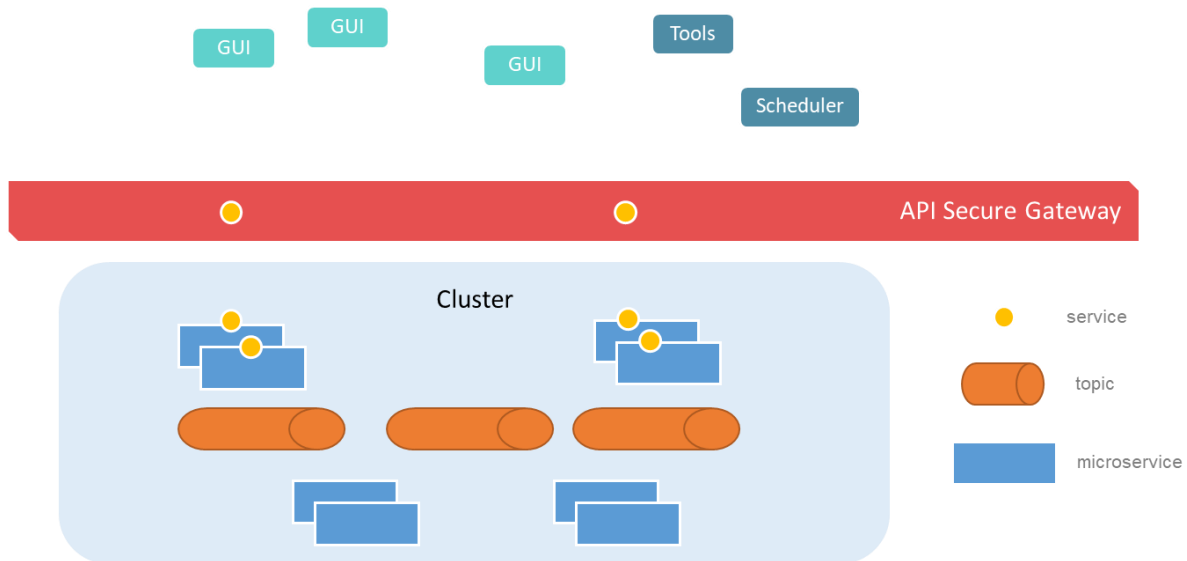 GUI
GUI
GUI
Tools
Scheduler
API Secure Gateway
Cluster
service
topic
microservice